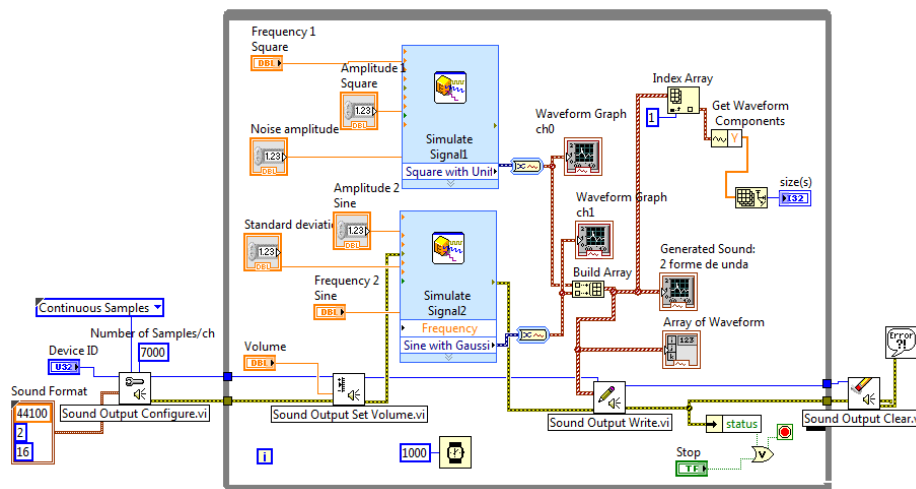 Frequency 1
Square
DBL
Amplitude 1
Square
1.23
DBL
Noise amplitude
1.23
DBL
Simulate
Signal1
Square with Unit
Waveform Graph
ch0
Index Array
1
Get Waveform
Components
Y
size(s)
I32
Amplitude 2
Sine
1.23
DBL
Standard deviatio
1.23
DBL
Frequency 2
Sine
DBL
Simulate
Signal2
Frequency
Sine with Gaussi
Waveform Graph
ch1
Build Array
Generated Sound:
2 forme de unda
Array of Waveform
123
Continuous Samples
Number of Samples/ch
7000
Device ID
U32
Sound Format
44100
2
16
Sound Output Configure.vi
Volume
DBL
Sound Output Set Volume.vi
Sound Output Write.vi
Error
?!
Sound Output Clear.v
status
Stop
TF
V
i
1000